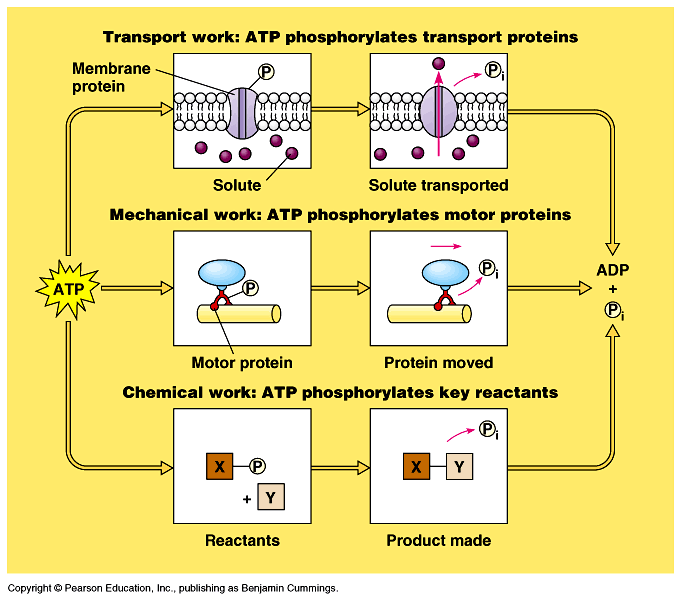 Transport work: ATP phosphorylates transport proteins
Membrane
protein
P
Pi
Solute
Solute transported
Mechanical work: ATP phosphorylates motor proteins
ATP
P
Pi
ADP
+
Pi
Motor protein
Protein moved
Chemical work: ATP phosphorylates key reactants
X
P
+ Y
Pi
X
Y
Reactants
Product made
Copyright © Pearson Education, Inc., publishing as Benjamin Cummings.